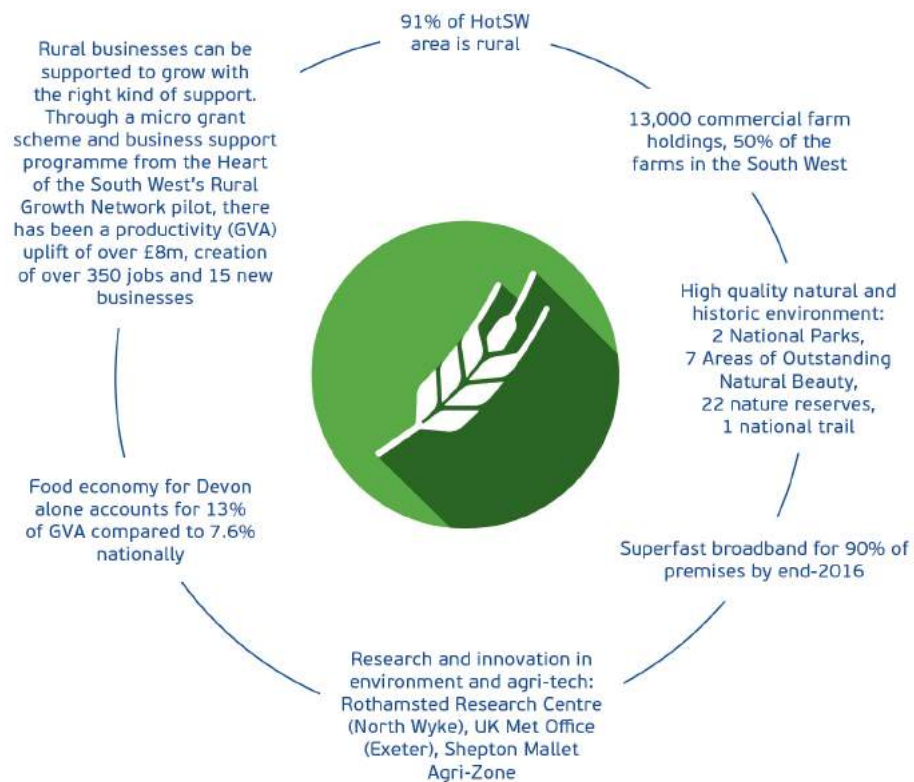 91% of HotSW
area is rural
13,000 commercial farm
holdings, 50% of the
farms in the South West
High quality natural and
historic environment:
2 National Parks,
7 Areas of Outstanding
Natural Beauty,
22 nature reserves,
1 national trail
Superfast broadband for 90% of
premises by end-2016
Research and innovation in
environment and agri-tech:
Rothamsted Research Centre
(North Wyke), UK Met Office
(Exeter), Shepton Mallet
Agri-Zone
Food economy for Devon
alone accounts for 13%
of GVA compared to 7.6%
nationally
Rural businesses can be
supported to grow with
the right kind of support.
Through a micro grant
scheme and business support
programme from the Heart
of the South West's Rural
Growth Network pilot, there
has been a productivity (GVA)
uplift of over £8m, creation
of over 350 jobs and 15 new
businesses